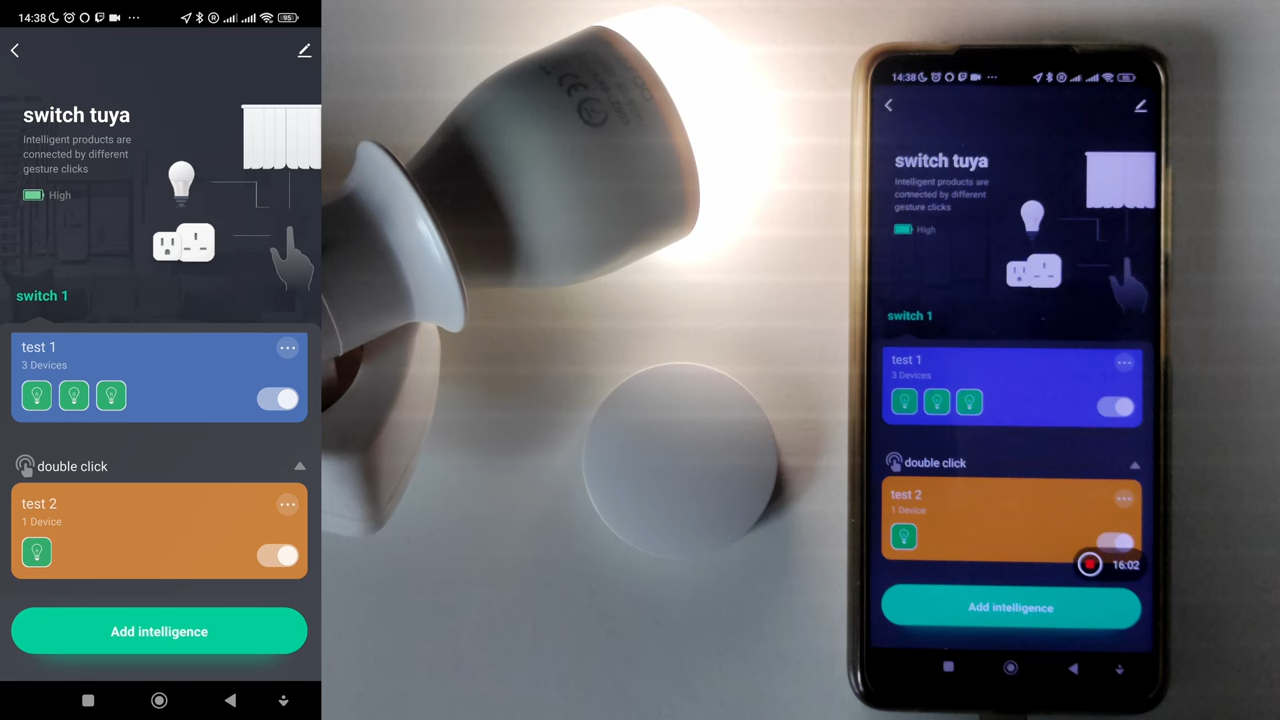 14:38
95
switch tuya
Intelligent products are
connected by different
gesture clicks
High
switch 1
test 1
3 Devices
double click
test 2
1 Device
Add intelligence
CE
14:38
switch tuya
Intelligent products are
connected by different
gesture clicks
High
switch 1
test 1
3 Devices
double click
test 2
1 Device
16:02
Add intelligence